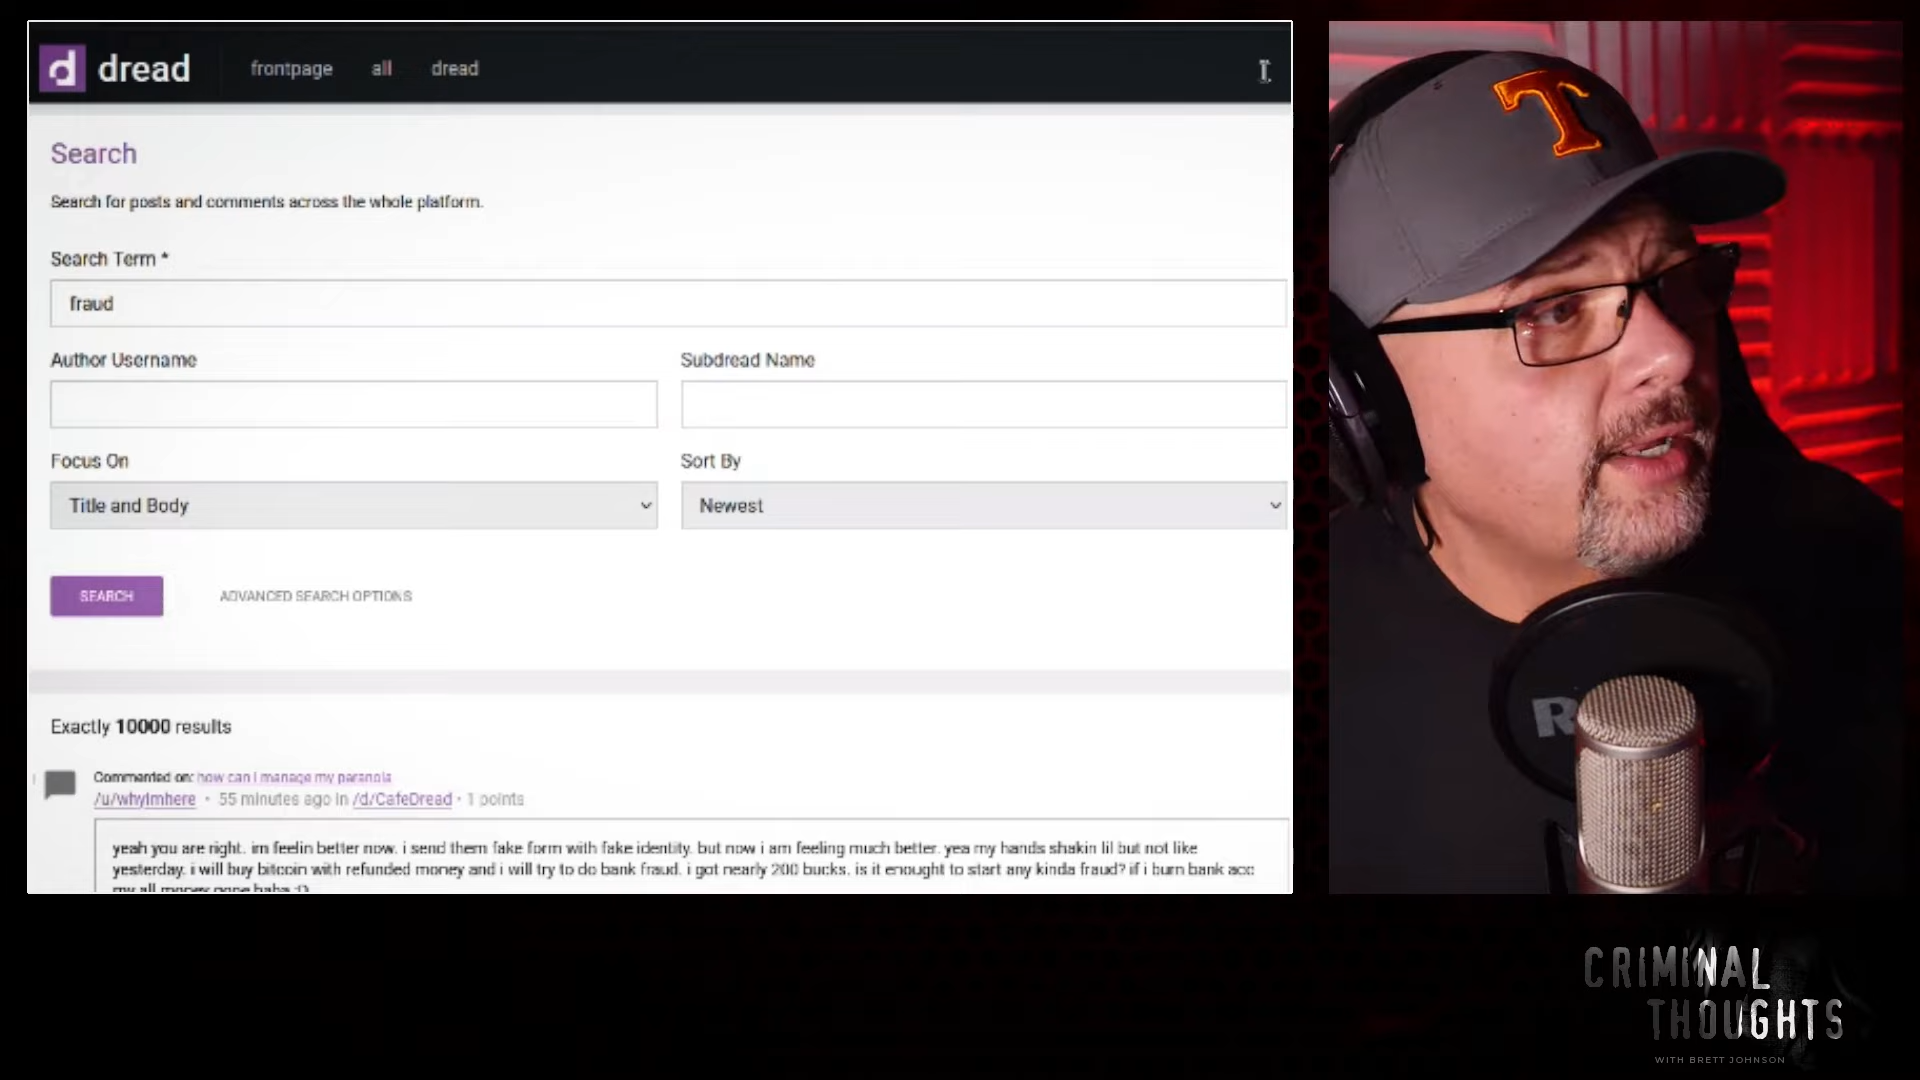 d dread frontpage all dread
T
Search
Search for posts and comments across the whole platform.
Search Term *
fraud
Author Username
Subdread Name
Focus On
Sort By
Title and Body
Newest
SEARCH
ADVANCED SEARCH OPTIONS
Exactly 10000 results
Commented on: how can i manage my paranoia
/u/whyimhere • 55 minutes ago in /d/CafeDread • 1 points
yeah you are right. im feelin better now. i send them fake form with fake identity. but now i am feeling much better. yea my hands shakin lil but not like
yesterday. i will buy bitcoin with refunded money and i will try to do bank fraud. i got nearly 200 bucks. is it enought to start any kinda fraud? if i burn bank acc
my all money gone haha :D
R
CRIMINAL
THOUGHTS
WITH BRETT JOHNSON